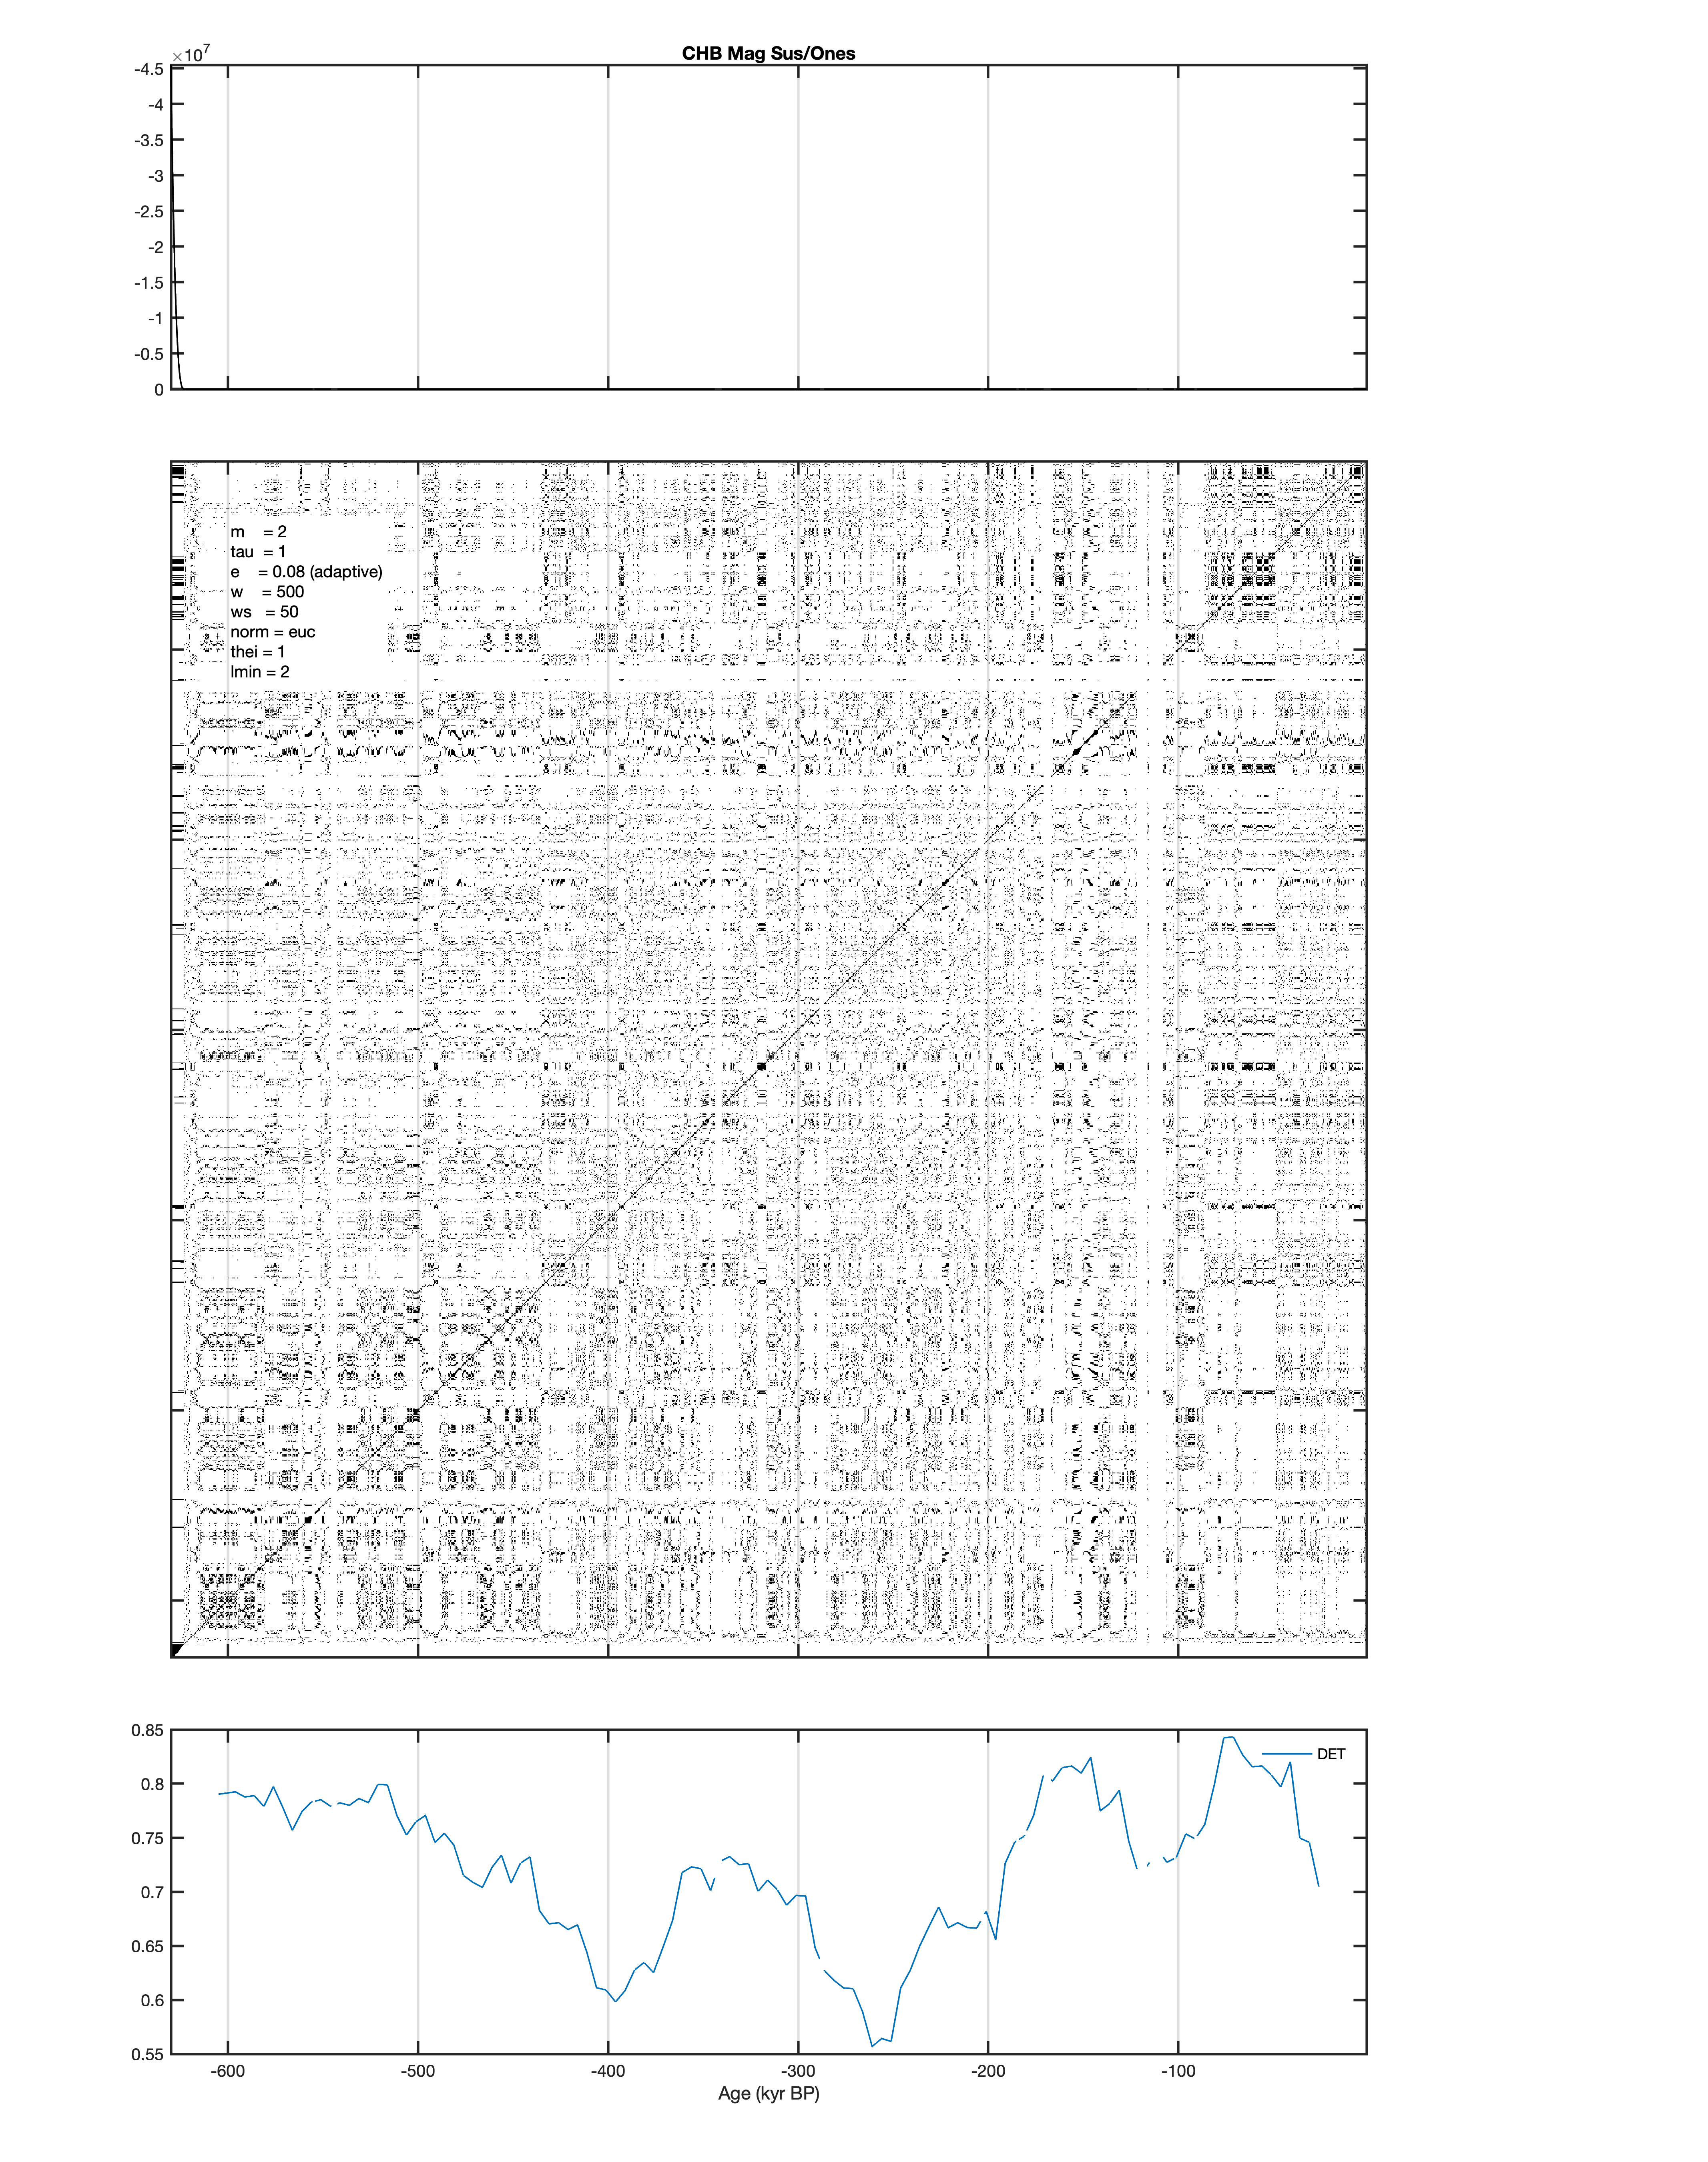 ×10⁷
CHB Mag Sus/Ones
-4.5
-4
-3.5
-3
-2.5
-2
-1.5
-1
-0.5
0
m = 2
tau = 1
e = 0.08 (adaptive)
w = 500
ws = 50
norm = euc
thei = 1
lmin = 2
0.85
DET
0.8
0.75
0.7
0.65
0.6
0.55
-600 -500 -400 -300 -200 -100
Age (kyr BP)